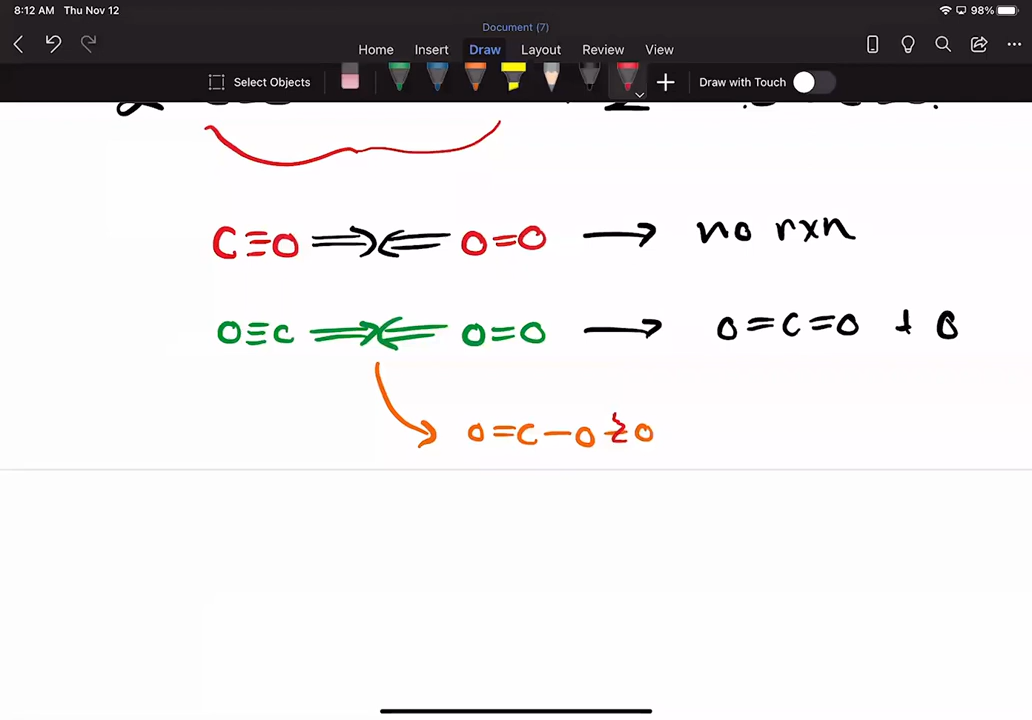 8:12 AM Thu Nov 12
98%
Document (7)
Home Insert Draw Layout Review View
Select Objects
Draw with Touch
C≡O ⇒⇐ O=O → no rxn
O≡C ⇒⇐ O=O → O=C=O + O
O=C–O–O